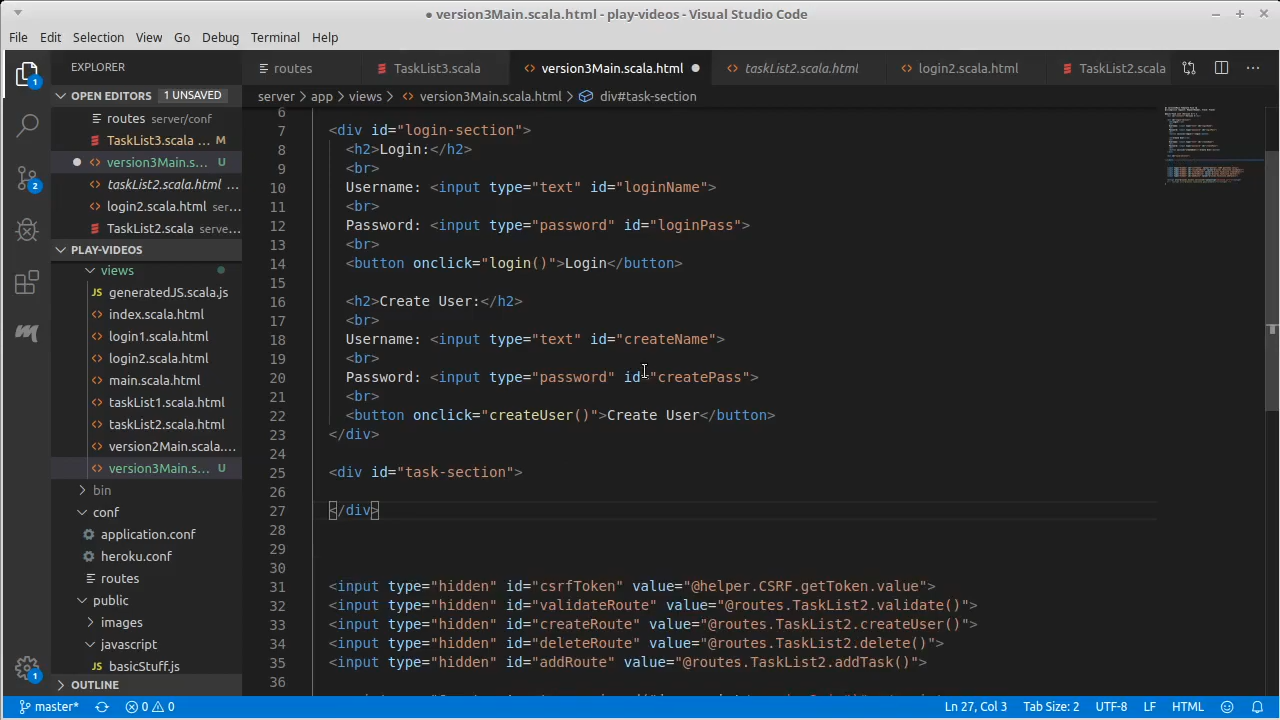 ● version3Main.scala.html - play-videos - Visual Studio Code
File Edit Selection View Go Debug Terminal Help
EXPLORER
routes
TaskList3.scala
version3Main.scala.html
taskList2.scala.html
login2.scala.html
TaskList2.scala
OPEN EDITORS 1 UNSAVED
server app views version3Main.scala.html div#task-section
routes server/conf
TaskList3.scala ... M
version3Main.s... U
taskList2.scala.html ...
login2.scala.html ser...
TaskList2.scala serve...
PLAY-VIDEOS
views
generatedJS.scala.js
index.scala.html
login1.scala.html
login2.scala.html
main.scala.html
taskList1.scala.html
taskList2.scala.html
version2Main.scala....
version3Main.s... U
bin
conf
application.conf
heroku.conf
routes
public
images
javascript
basicStuff.js
OUTLINE
1
2
1
6
7 <div id="login-section">
8 <h2>Login:</h2>
9 <br>
10 Username: <input type="text" id="loginName">
11 <br>
12 Password: <input type="password" id="loginPass">
13 <br>
14 <button onclick="login()">Login</button>
15
16 <h2>Create User:</h2>
17 <br>
18 Username: <input type="text" id="createName">
19 <br>
20 Password: <input type="password" id="createPass">
21 <br>
22 <button onclick="createUser()">Create User</button>
23 </div>
24
25 <div id="task-section">
26
27 </div>
28
29
30
31 <input type="hidden" id="csrfToken" value="@helper.CSRF.getToken.value">
32 <input type="hidden" id="validateRoute" value="@routes.TaskList2.validate()">
33 <input type="hidden" id="createRoute" value="@routes.TaskList2.createUser()">
34 <input type="hidden" id="deleteRoute" value="@routes.TaskList2.delete()">
35 <input type="hidden" id="addRoute" value="@routes.TaskList2.addTask()">
36
master* 0 0 Ln 27, Col 3 Tab Size: 2 UTF-8 LF HTML